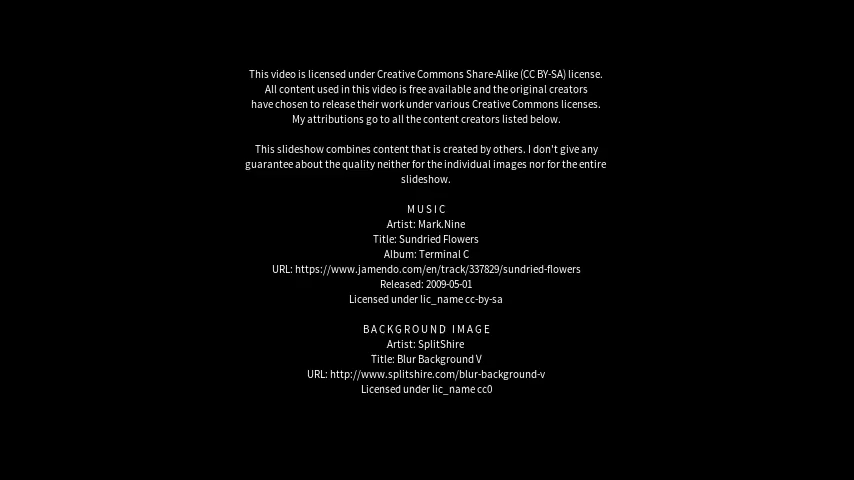 This video is licensed under Creative Commons Share-Alike (CC BY-SA) license.
All content used in this video is free available and the original creators
have chosen to release their work under various Creative Commons licenses.
My attributions go to all the content creators listed below.
This slideshow combines content that is created by others. I don't give any
guarantee about the quality neither for the individual images nor for the entire
slideshow.
MUSIC
Artist: Mark.Nine
Title: Sundried Flowers
Album: Terminal C
URL: https://www.jamendo.com/en/track/337829/sundried-flowers
Released: 2009-05-01
Licensed under lic_name cc-by-sa
BACKGROUND IMAGE
Artist: SplitShire
Title: Blur Background V
URL: http://www.splitshire.com/blur-background-v
Licensed under lic_name cc0